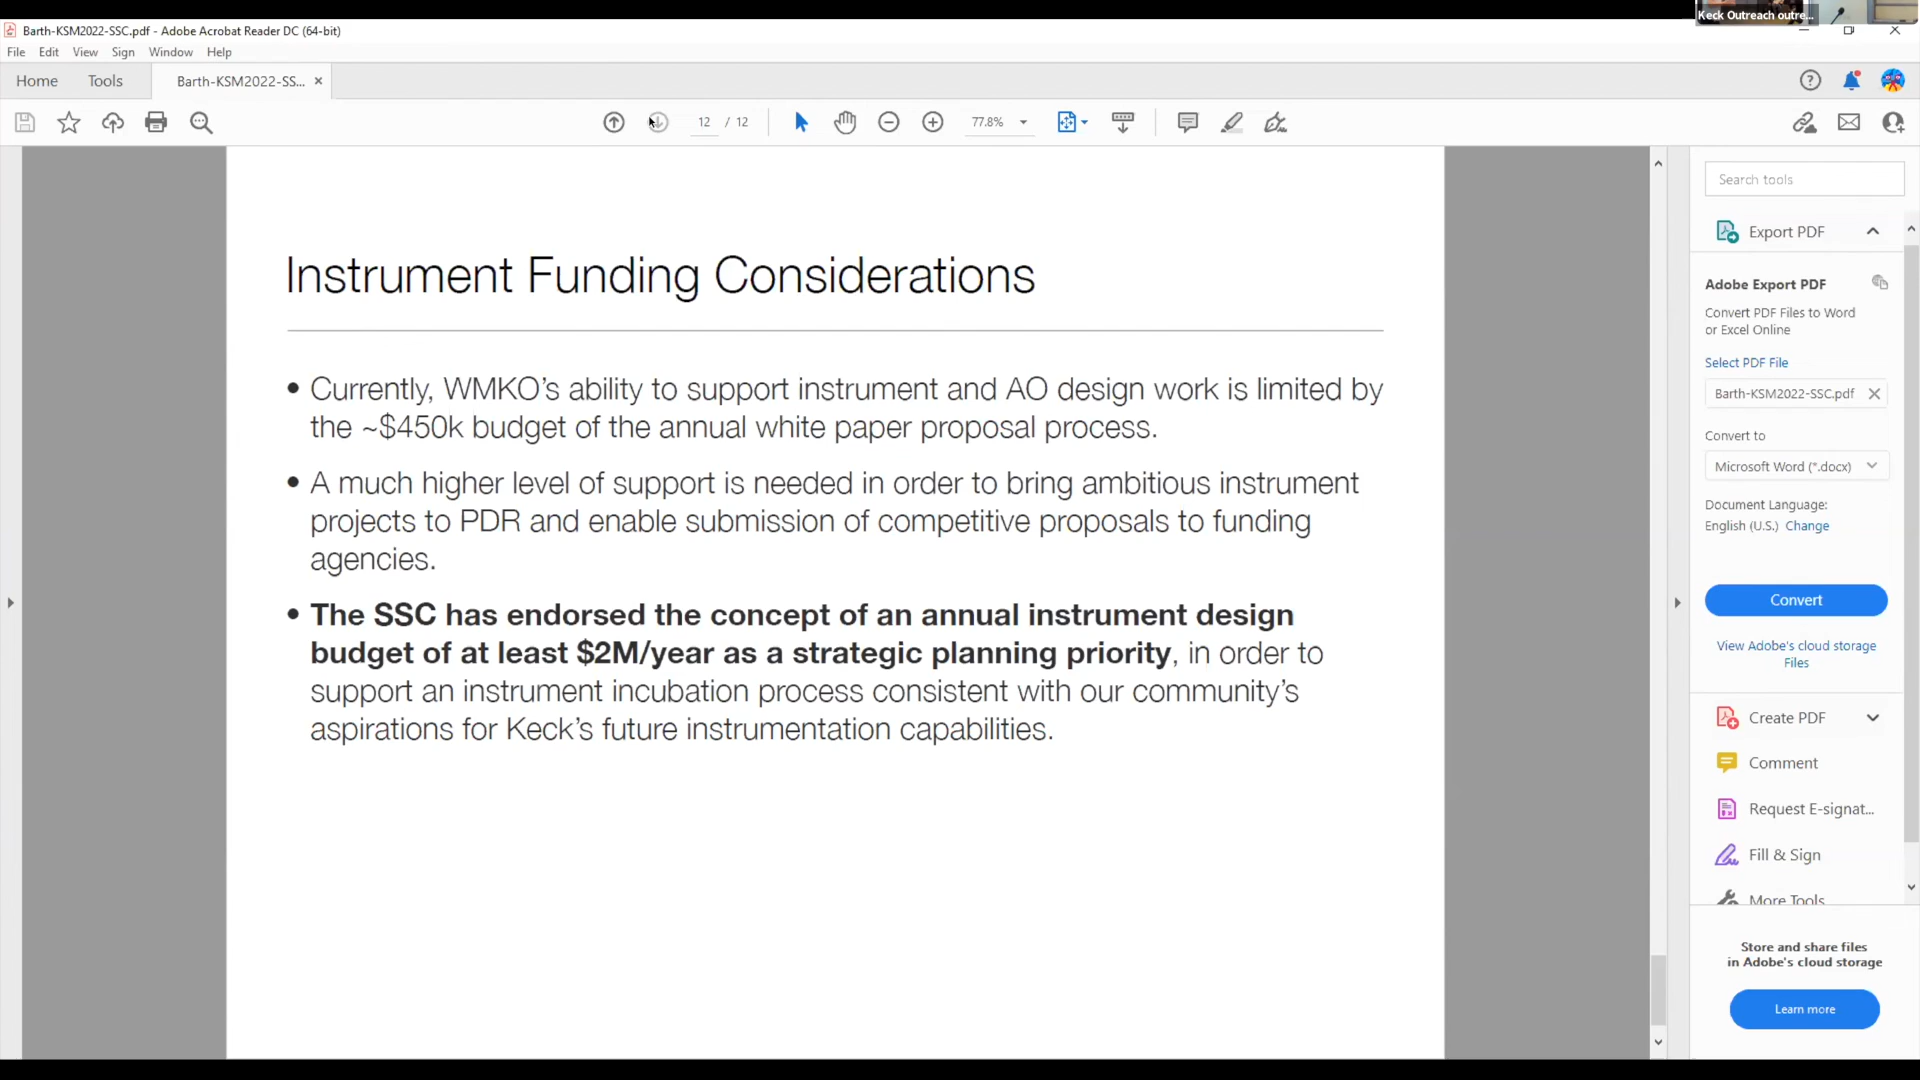 Keck Outreach outre...
Barth-KSM2022-SSC.pdf - Adobe Acrobat Reader DC (64-bit)
File Edit View Sign Window Help
Home Tools Barth-KSM2022-SS... ×
12 / 12 77.8%
Search tools
Export PDF
Adobe Export PDF
Convert PDF Files to Word
or Excel Online
Select PDF File
Barth-KSM2022-SSC.pdf
Convert to
Microsoft Word (*.docx)
Document Language:
English (U.S.) Change
Convert
View Adobe's cloud storage
Files
Create PDF
Comment
Request E-signat...
Fill & Sign
More Tools
Store and share files
in Adobe's cloud storage
Learn more
Instrument Funding Considerations
• Currently, WMKO’s ability to support instrument and AO design work is limited by
the ~$450k budget of the annual white paper proposal process.
• A much higher level of support is needed in order to bring ambitious instrument
projects to PDR and enable submission of competitive proposals to funding
agencies.
• The SSC has endorsed the concept of an annual instrument design
budget of at least $2M/year as a strategic planning priority, in order to
support an instrument incubation process consistent with our community’s
aspirations for Keck’s future instrumentation capabilities.